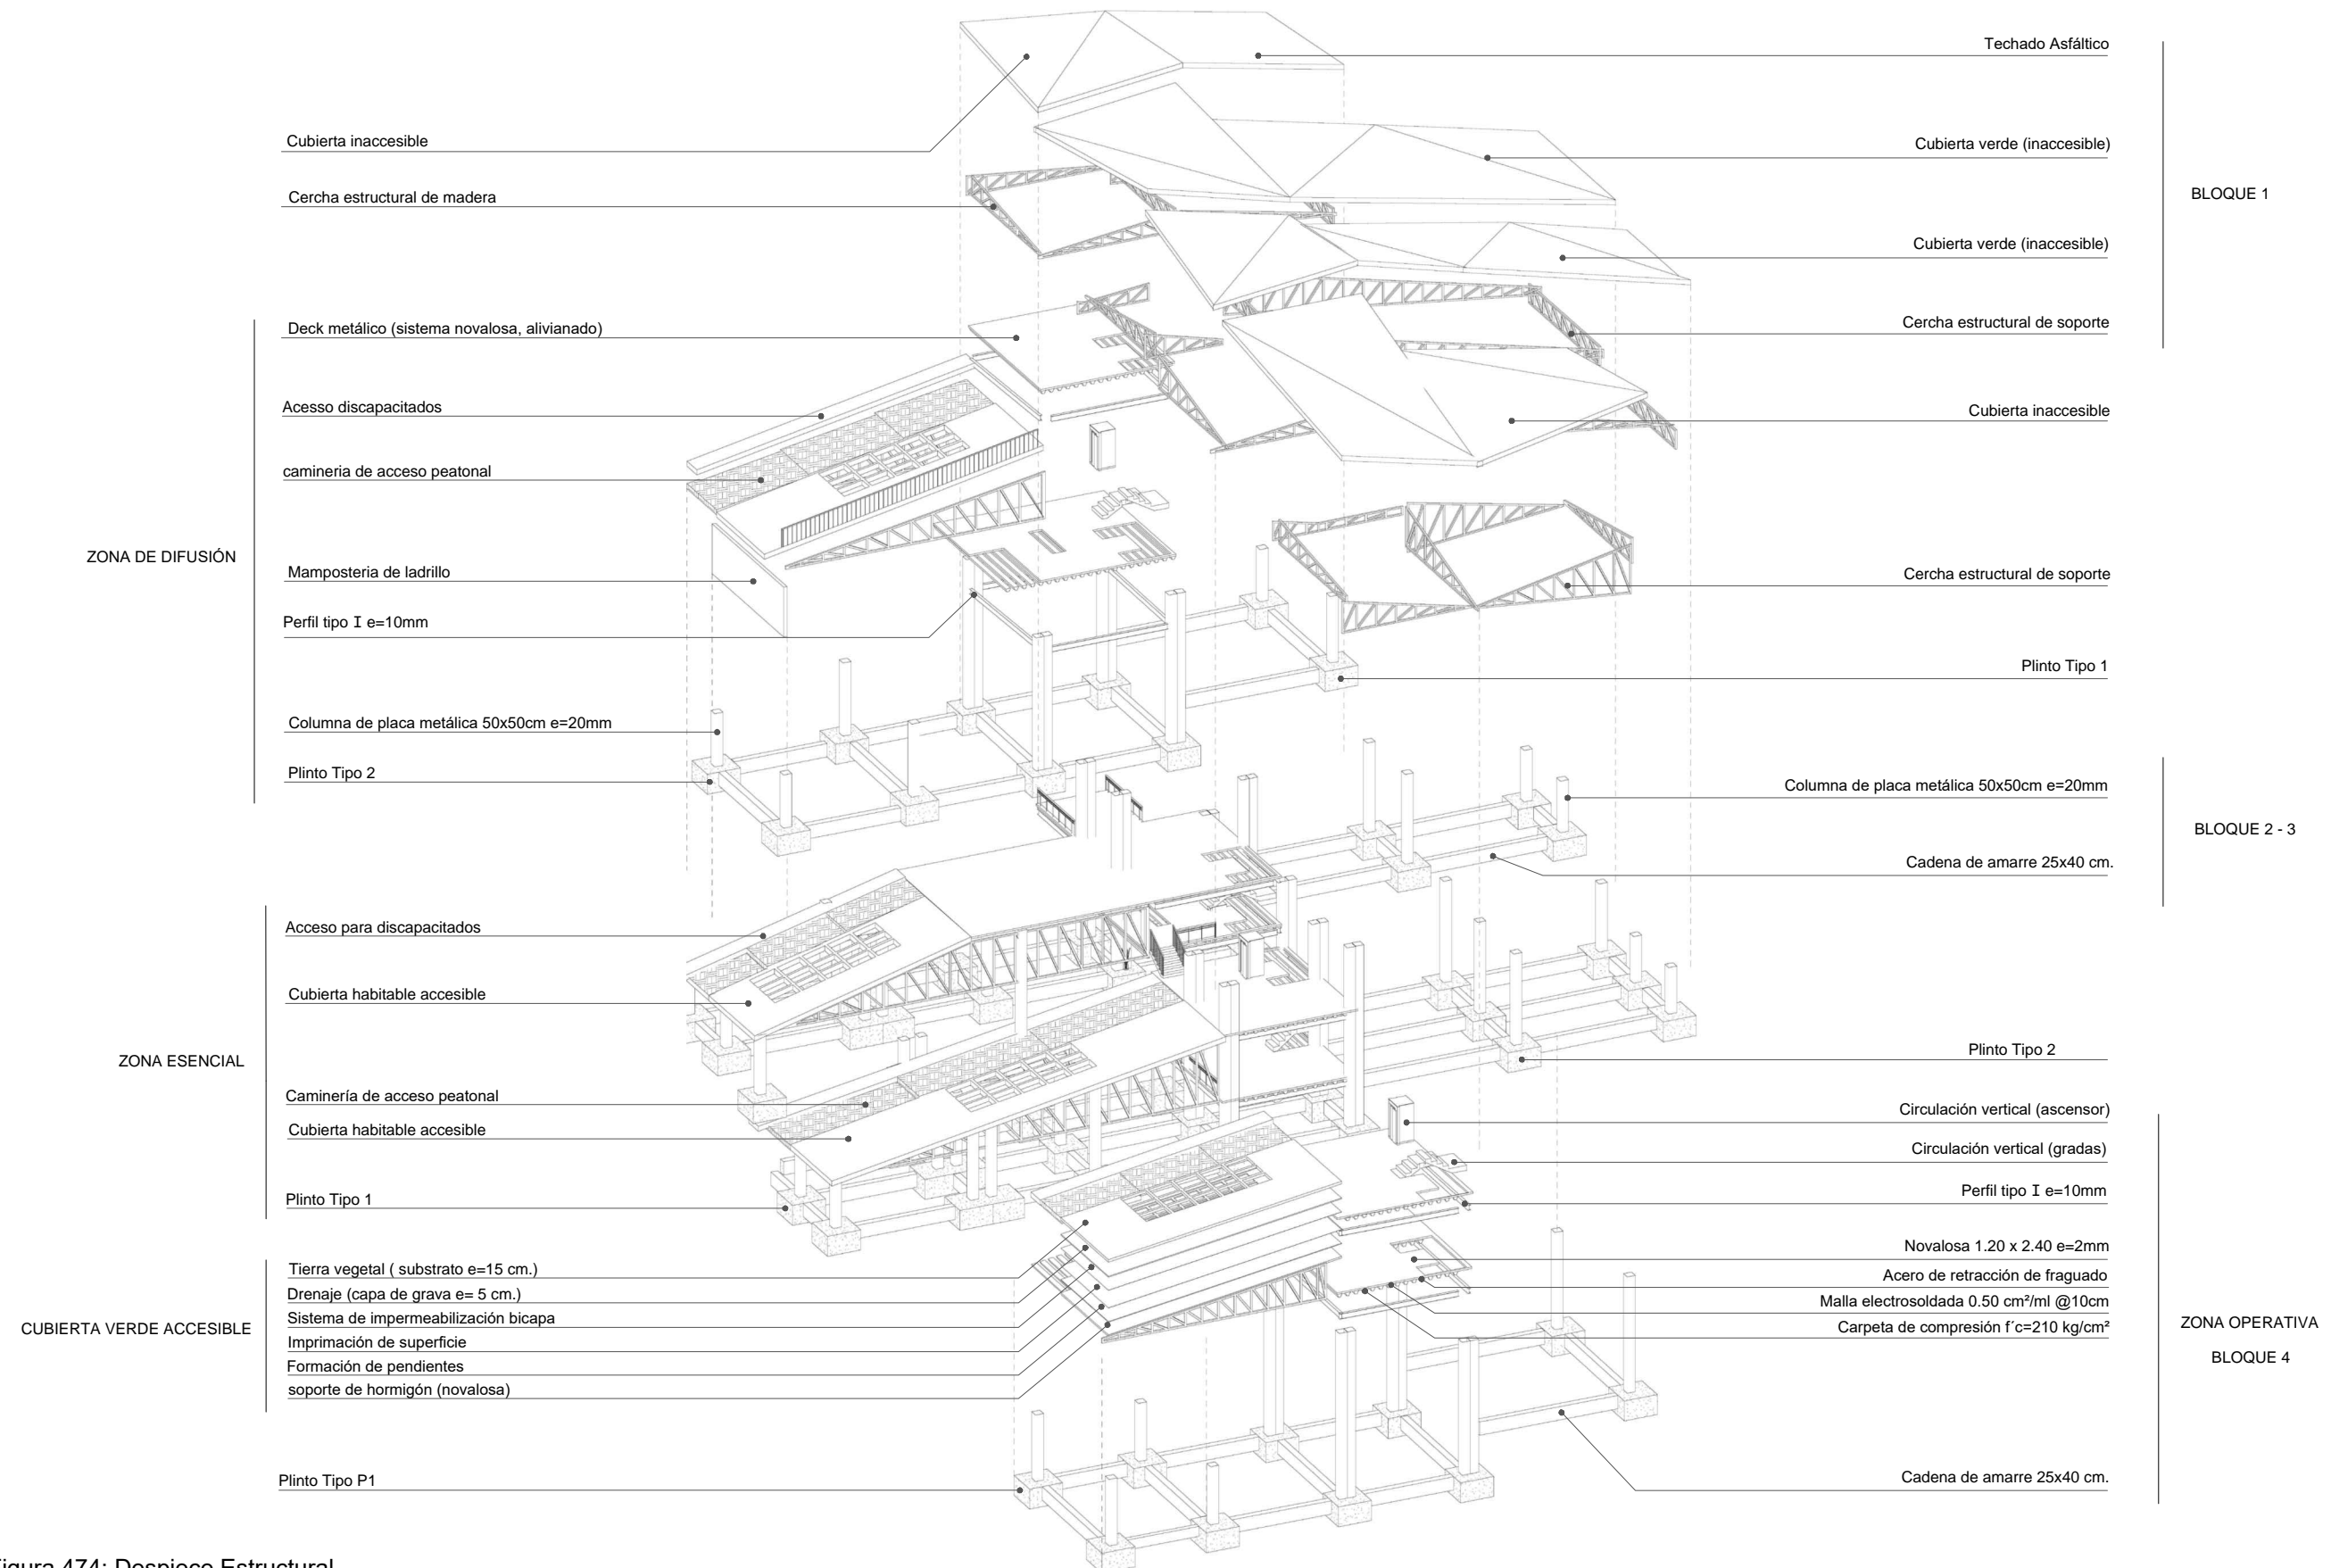 Cubierta inaccesible
Cercha estructural de madera
ZONA DE DIFUSIÓN
Deck metálico (sistema novalosa, alivianado)
Acesso discapacitados
camineria de acceso peatonal
Mamposteria de ladrillo
Perfil tipo I e=10mm
Columna de placa metálica 50x50cm e=20mm
Plinto Tipo 2
ZONA ESENCIAL
Acceso para discapacitados
Cubierta habitable accesible
Caminería de acceso peatonal
Cubierta habitable accesible
Plinto Tipo 1
CUBIERTA VERDE ACCESIBLE
Tierra vegetal ( substrato e=15 cm.)
Drenaje (capa de grava e= 5 cm.)
Sistema de impermeabilización bicapa
Imprimación de superficie
Formación de pendientes
soporte de hormigón (novalosa)
Plinto Tipo P1
Techado Asfáltico
Cubierta verde (inaccesible)
BLOQUE 1
Cubierta verde (inaccesible)
Cercha estructural de soporte
Cubierta inaccesible
Cercha estructural de soporte
Plinto Tipo 1
Columna de placa metálica 50x50cm e=20mm
BLOQUE 2 - 3
Cadena de amarre 25x40 cm.
Plinto Tipo 2
Circulación vertical (ascensor)
Circulación vertical (gradas)
Perfil tipo I e=10mm
Novalosa 1.20 x 2.40 e=2mm
Acero de retracción de fraguado
Malla electrosoldada 0.50 cm²/ml @10cm
Carpeta de compresión f´c=210 kg/cm²
ZONA OPERATIVA
BLOQUE 4
Cadena de amarre 25x40 cm.
Figura 474: Despiece Estructural